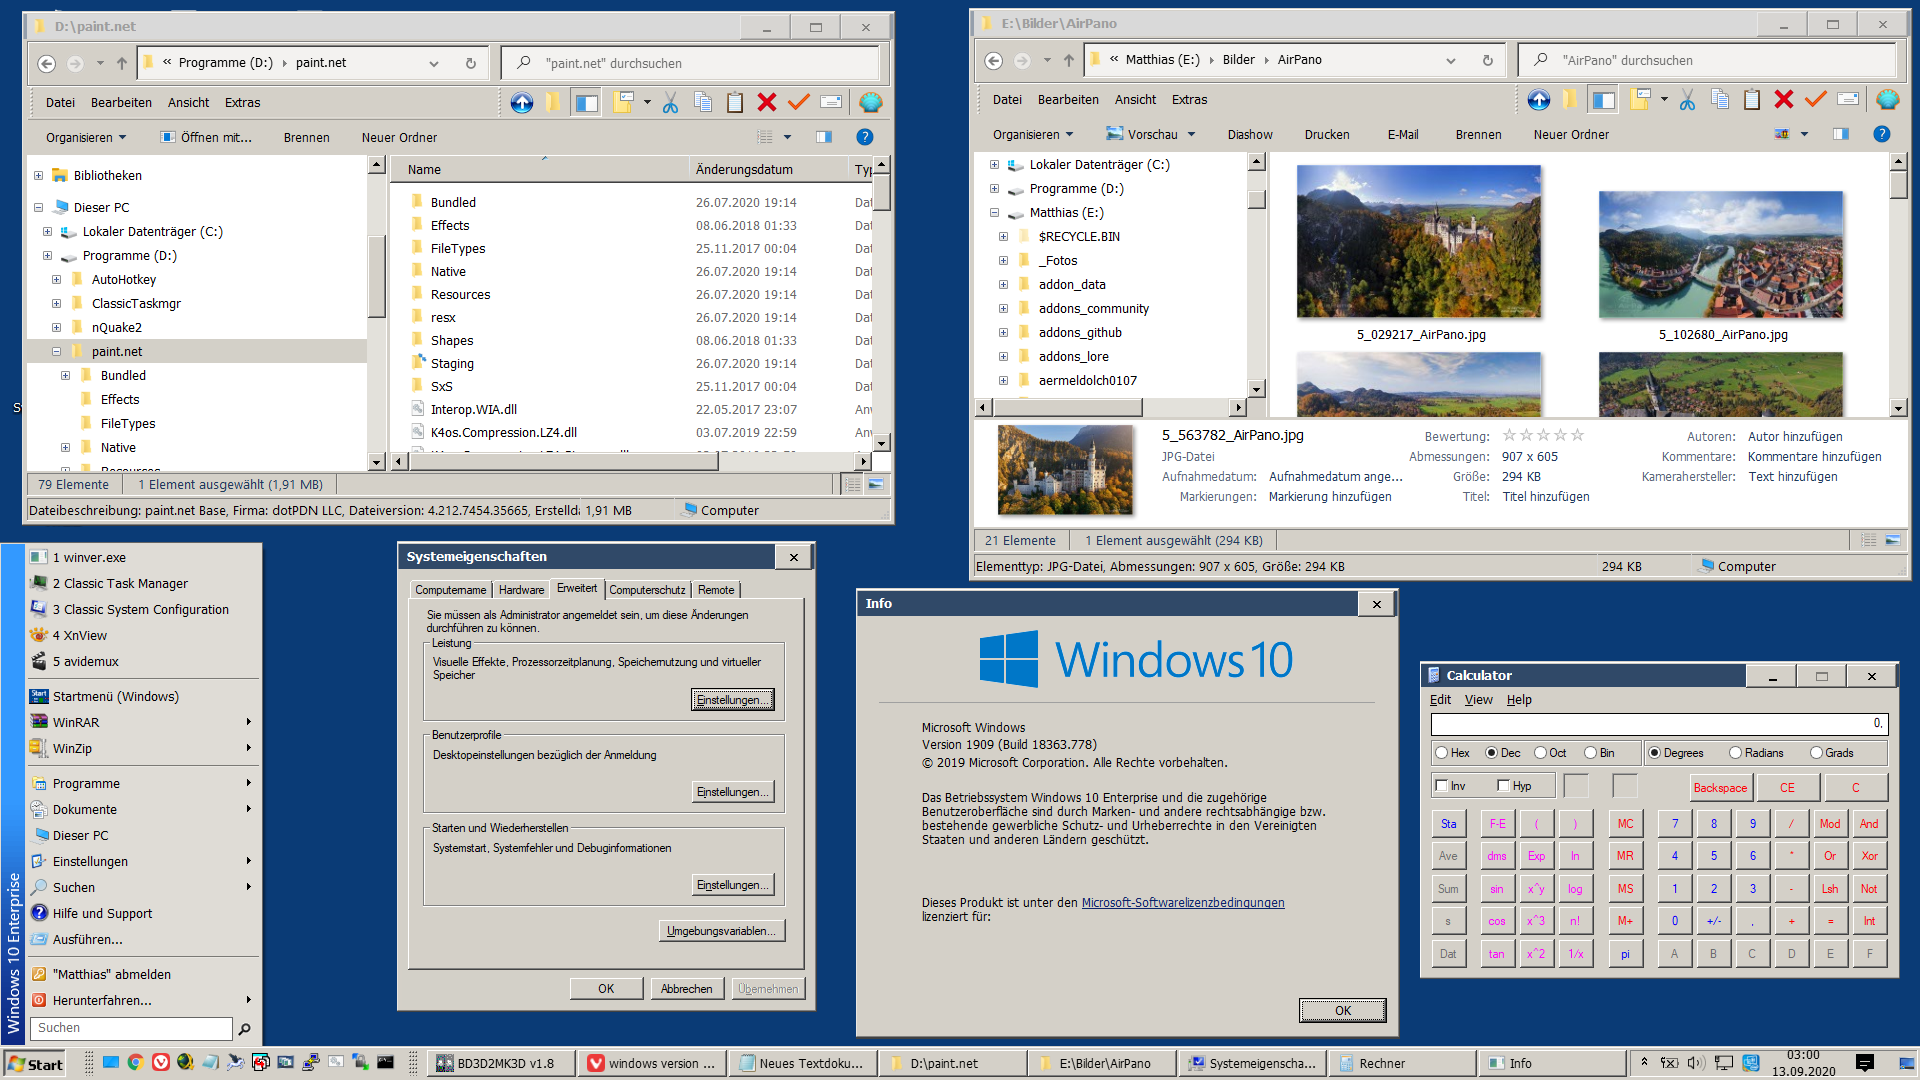 D:\paint.net
« Programme (D:) › paint.net
"paint.net" durchsuchen
Datei Bearbeiten Ansicht Extras
Organisieren Öffnen mit... Brennen Neuer Ordner
Bibliotheken
Dieser PC
Lokaler Datenträger (C:)
Programme (D:)
AutoHotkey
ClassicTaskmgr
nQuake2
paint.net
Bundled
Effects
FileTypes
Native
Resources
Name Änderungsdatum Typ
Bundled 26.07.2020 19:14 Dat
Effects 08.06.2018 01:33 Dat
FileTypes 25.11.2017 00:04 Dat
Native 26.07.2020 19:14 Dat
Resources 26.07.2020 19:14 Dat
resx 26.07.2020 19:14 Dat
Shapes 08.06.2018 01:33 Dat
Staging 26.07.2020 19:14 Dat
SxS 25.11.2017 00:04 Dat
Interop.WIA.dll 22.05.2017 23:07 Anw
K4os.Compression.LZ4.dll 03.07.2019 22:59 Anw
79 Elemente 1 Element ausgewählt (1,91 MB)
Dateibeschreibung: paint.net Base, Firma: dotPDN LLC, Dateiversion: 4.212.7454.35665, Erstellda 1,91 MB Computer
E:\Bilder\AirPano
« Matthias (E:) › Bilder › AirPano
"AirPano" durchsuchen
Datei Bearbeiten Ansicht Extras
Organisieren Vorschau Diashow Drucken E-Mail Brennen Neuer Ordner
Lokaler Datenträger (C:)
Programme (D:)
Matthias (E:)
$RECYCLE.BIN
_Fotos
addon_data
addons_community
addons_github
addons_lore
aermeldolch0107
5_029217_AirPano.jpg 5_102680_AirPano.jpg
5_563782_AirPano.jpg
JPG-Datei
Aufnahmedatum: Aufnahmedatum ange...
Markierungen: Markierung hinzufügen
Bewertung:
Abmessungen: 907 x 605
Größe: 294 KB
Titel: Titel hinzufügen
Autoren: Autor hinzufügen
Kommentare: Kommentare hinzufügen
Kamerahersteller: Text hinzufügen
21 Elemente 1 Element ausgewählt (294 KB)
Elementtyp: JPG-Datei, Abmessungen: 907 x 605, Größe: 294 KB 294 KB Computer
Windows 10 Enterprise
1 winver.exe
2 Classic Task Manager
3 Classic System Configuration
4 XnView
5 avidemux
Startmenü (Windows)
WinRAR
WinZip
Programme
Dokumente
Dieser PC
Einstellungen
Suchen
Hilfe und Support
Ausführen...
"Matthias" abmelden
Herunterfahren...
Suchen
Systemeigenschaften
Computername Hardware Erweitert Computerschutz Remote
Sie müssen als Administrator angemeldet sein, um diese Änderungen
durchführen zu können.
Leistung
Visuelle Effekte, Prozessorzeitplanung, Speichernutzung und virtueller
Speicher
Einstellungen...
Benutzerprofile
Desktopeinstellungen bezüglich der Anmeldung
Einstellungen...
Starten und Wiederherstellen
Systemstart, Systemfehler und Debuginformationen
Einstellungen...
Umgebungsvariablen...
OK Abbrechen Übernehmen
Info
Windows 10
Microsoft Windows
Version 1909 (Build 18363.778)
© 2019 Microsoft Corporation. Alle Rechte vorbehalten.
Das Betriebssystem Windows 10 Enterprise und die zugehörige
Benutzeroberfläche sind durch Marken- und andere rechtsabhängige bzw.
bestehende gewerbliche Schutz- und Urheberrechte in den Vereinigten
Staaten und anderen Ländern geschützt.
Dieses Produkt ist unter den Microsoft-Softwarelizenzbedingungen
lizenziert für:
OK
Calculator
Edit View Help
0.
Hex Dec Oct Bin Degrees Radians Grads
Inv Hyp Backspace CE C
Sta F-E ( ) MC 7 8 9 / Mod And
Ave dms Exp ln MR 4 5 6 * Or Xor
Sum sin x^y log MS 1 2 3 - Lsh Not
s cos x^3 n! M+ 0 +/- , + = Int
Dat tan x^2 1/x pi A B C D E F
Start BD3D2MK3D v1.8 windows version ... Neues Textdoku... D:\paint.net E:\Bilder\AirPano Systemeigenscha... Rechner Info
03:00
13.09.2020